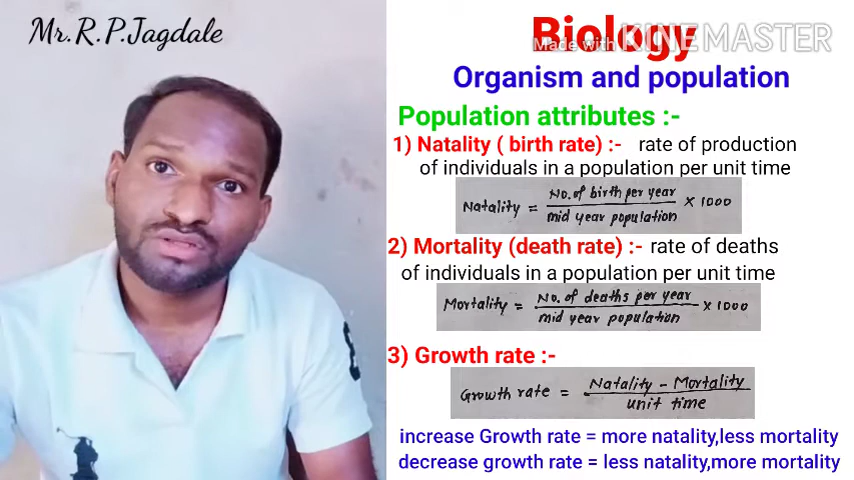 Mr.R.P.Jagdale
Biology
Made with KINEMASTER
Organism and population
Population attributes :-
1) Natality ( birth rate) :- rate of production
of individuals in a population per unit time
Natality = No. of birth per year / mid year population × 1000
2) Mortality (death rate) :- rate of deaths
of individuals in a population per unit time
Mortality = No. of deaths per year / mid year population × 1000
3) Growth rate :-
Growth rate = Natality - Mortality / unit time
increase Growth rate = more natality,less mortality
decrease growth rate = less natality,more mortality